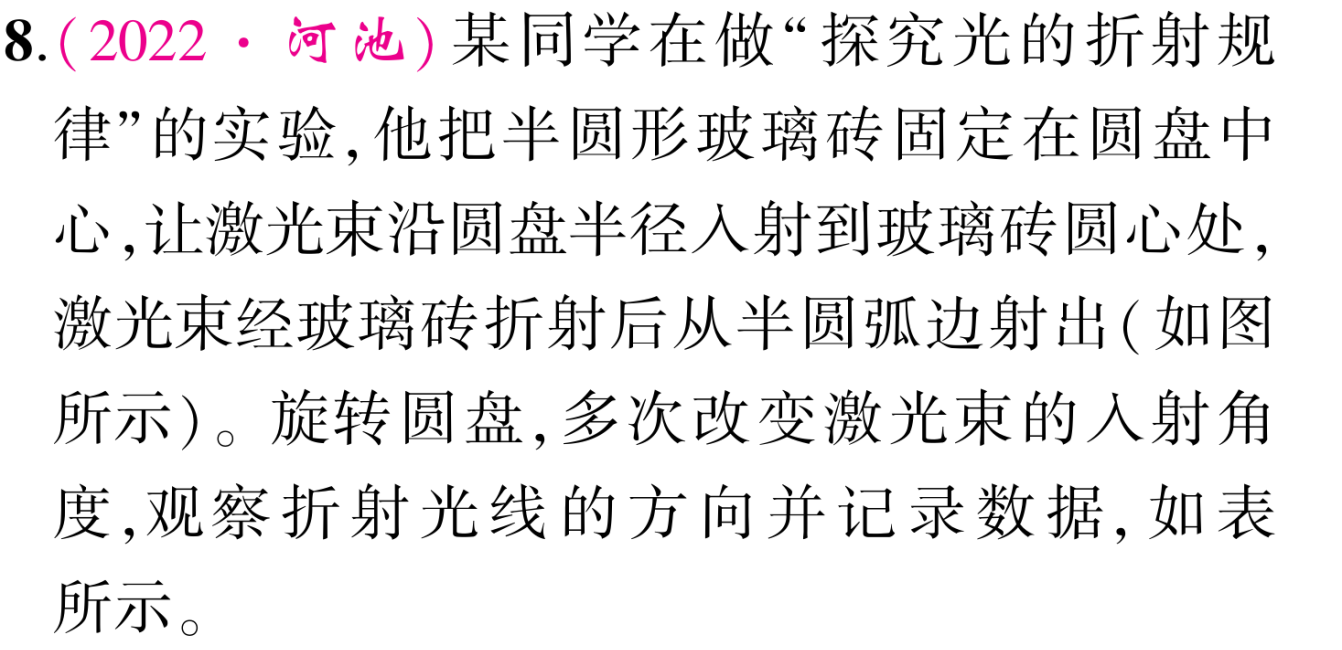 8.(2022·河池)某同学在做“探究光的折射规
律”的实验,他把半圆形玻璃砖固定在圆盘中
心,让激光束沿圆盘半径入射到玻璃砖圆心处,
激光束经玻璃砖折射后从半圆弧边射出(如图
所示)。旋转圆盘,多次改变激光束的入射角
度,观察折射光线的方向并记录数据,如表
所示。